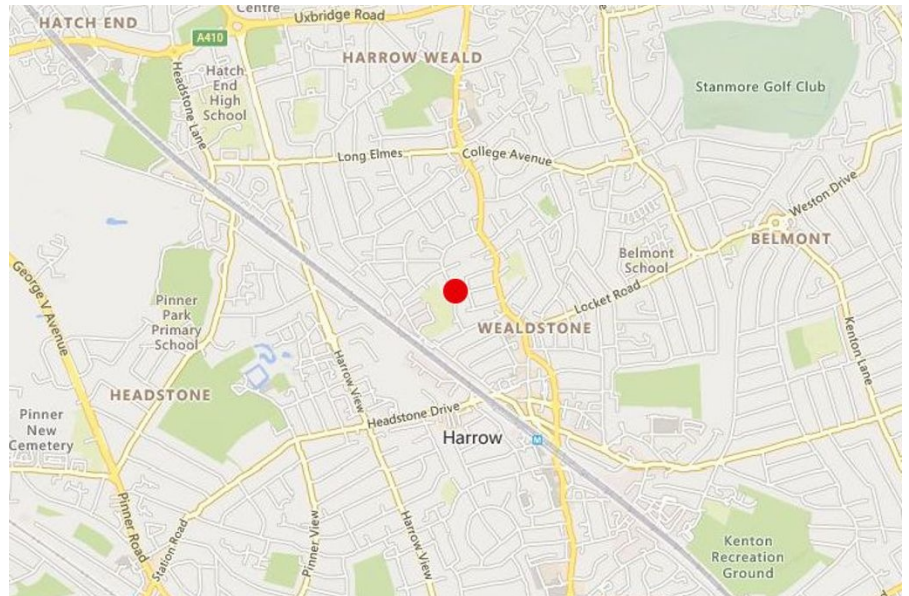 HATCH END
Centre
Uxbridge Road
A410
HARROW WEALD
Headstone Lane
Hatch
End
High
School
Stanmore Golf Club
Long Elmes
College Avenue
Weston Drive
BELMONT
Belmont
School
George V Avenue
Pinner
Park
Primary
School
Locket Road
WEALDSTONE
Kenton Lane
Harrow View
HEADSTONE
Pinner
New
Cemetery
Headstone Drive
Harrow
M
Pinner Road
Station Road
Pinner View
Harrow View
Kenton
Recreation
Ground